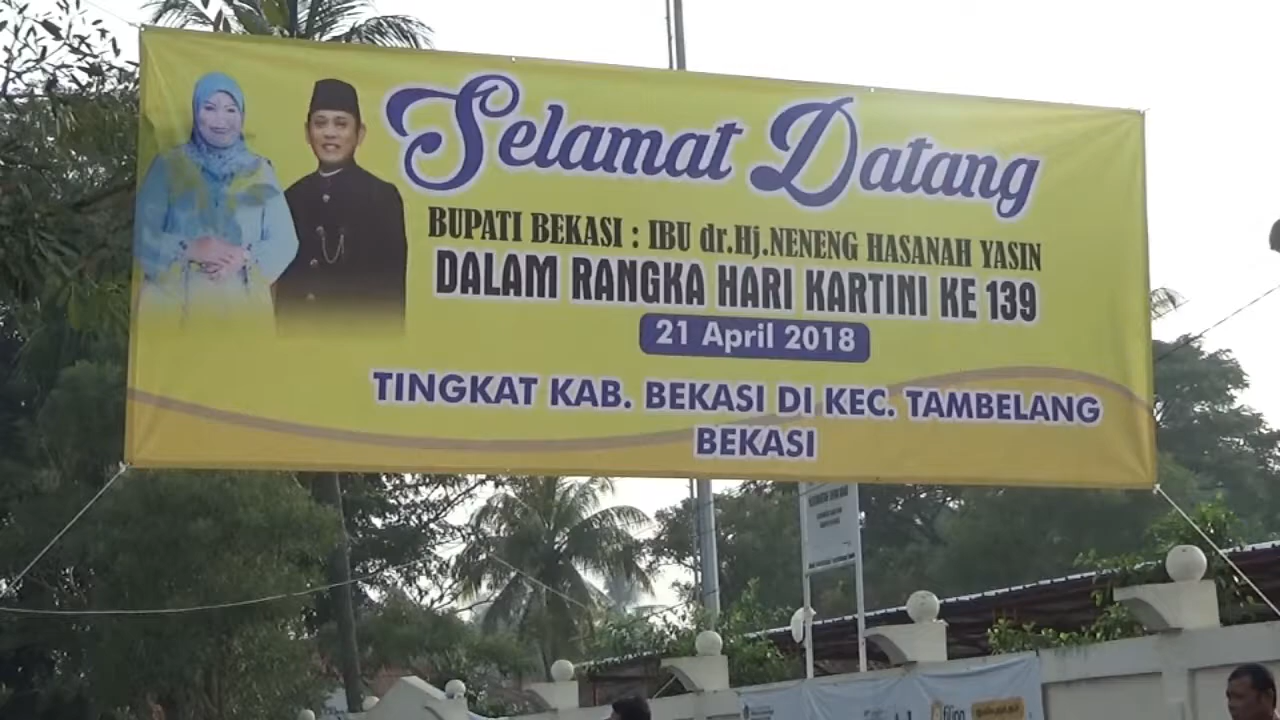 Selamat Datang
BUPATI BEKASI : IBU dr.Hj.NENENG HASANAH YASIN
DALAM RANGKA HARI KARTINI KE 139
21 April 2018
TINGKAT KAB. BEKASI DI KEC. TAMBELANG
BEKASI